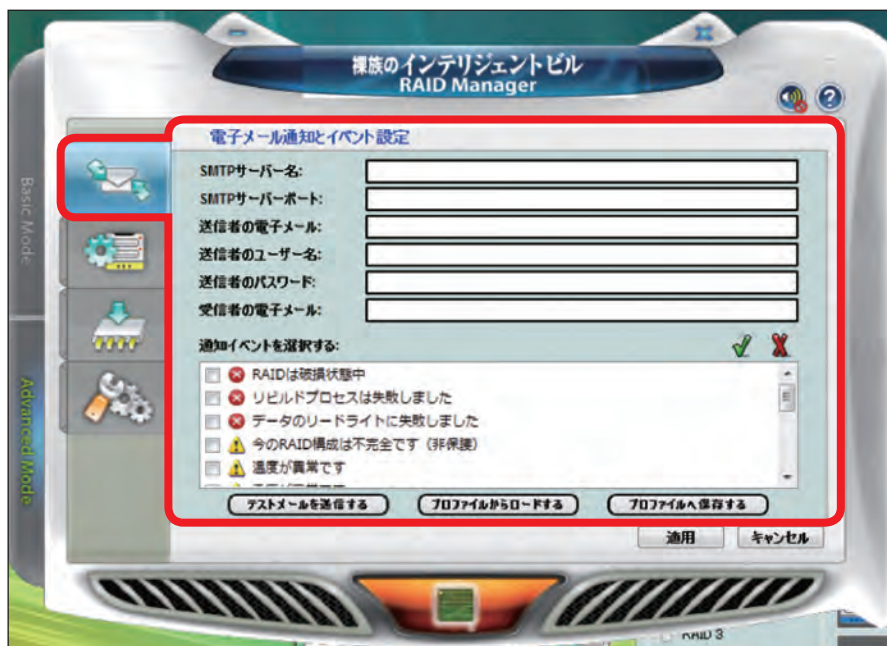 裸族のインテリジェントビル
RAID Manager
Basic Mode
Advanced Mode
電子メール通知とイベント設定
SMTPサーバー名:
SMTPサーバーポート:
送信者の電子メール:
送信者のユーザー名:
送信者のパスワード:
受信者の電子メール:
通知イベントを選択する:
RAIDは破損状態中
リビルドプロセスは失敗しました
データのリードライトに失敗しました
今のRAID構成は不完全です（非保護）
温度が異常です
テストメールを送信する
プロファイルからロードする
プロファイルへ保存する
適用
キャンセル
RAID 3